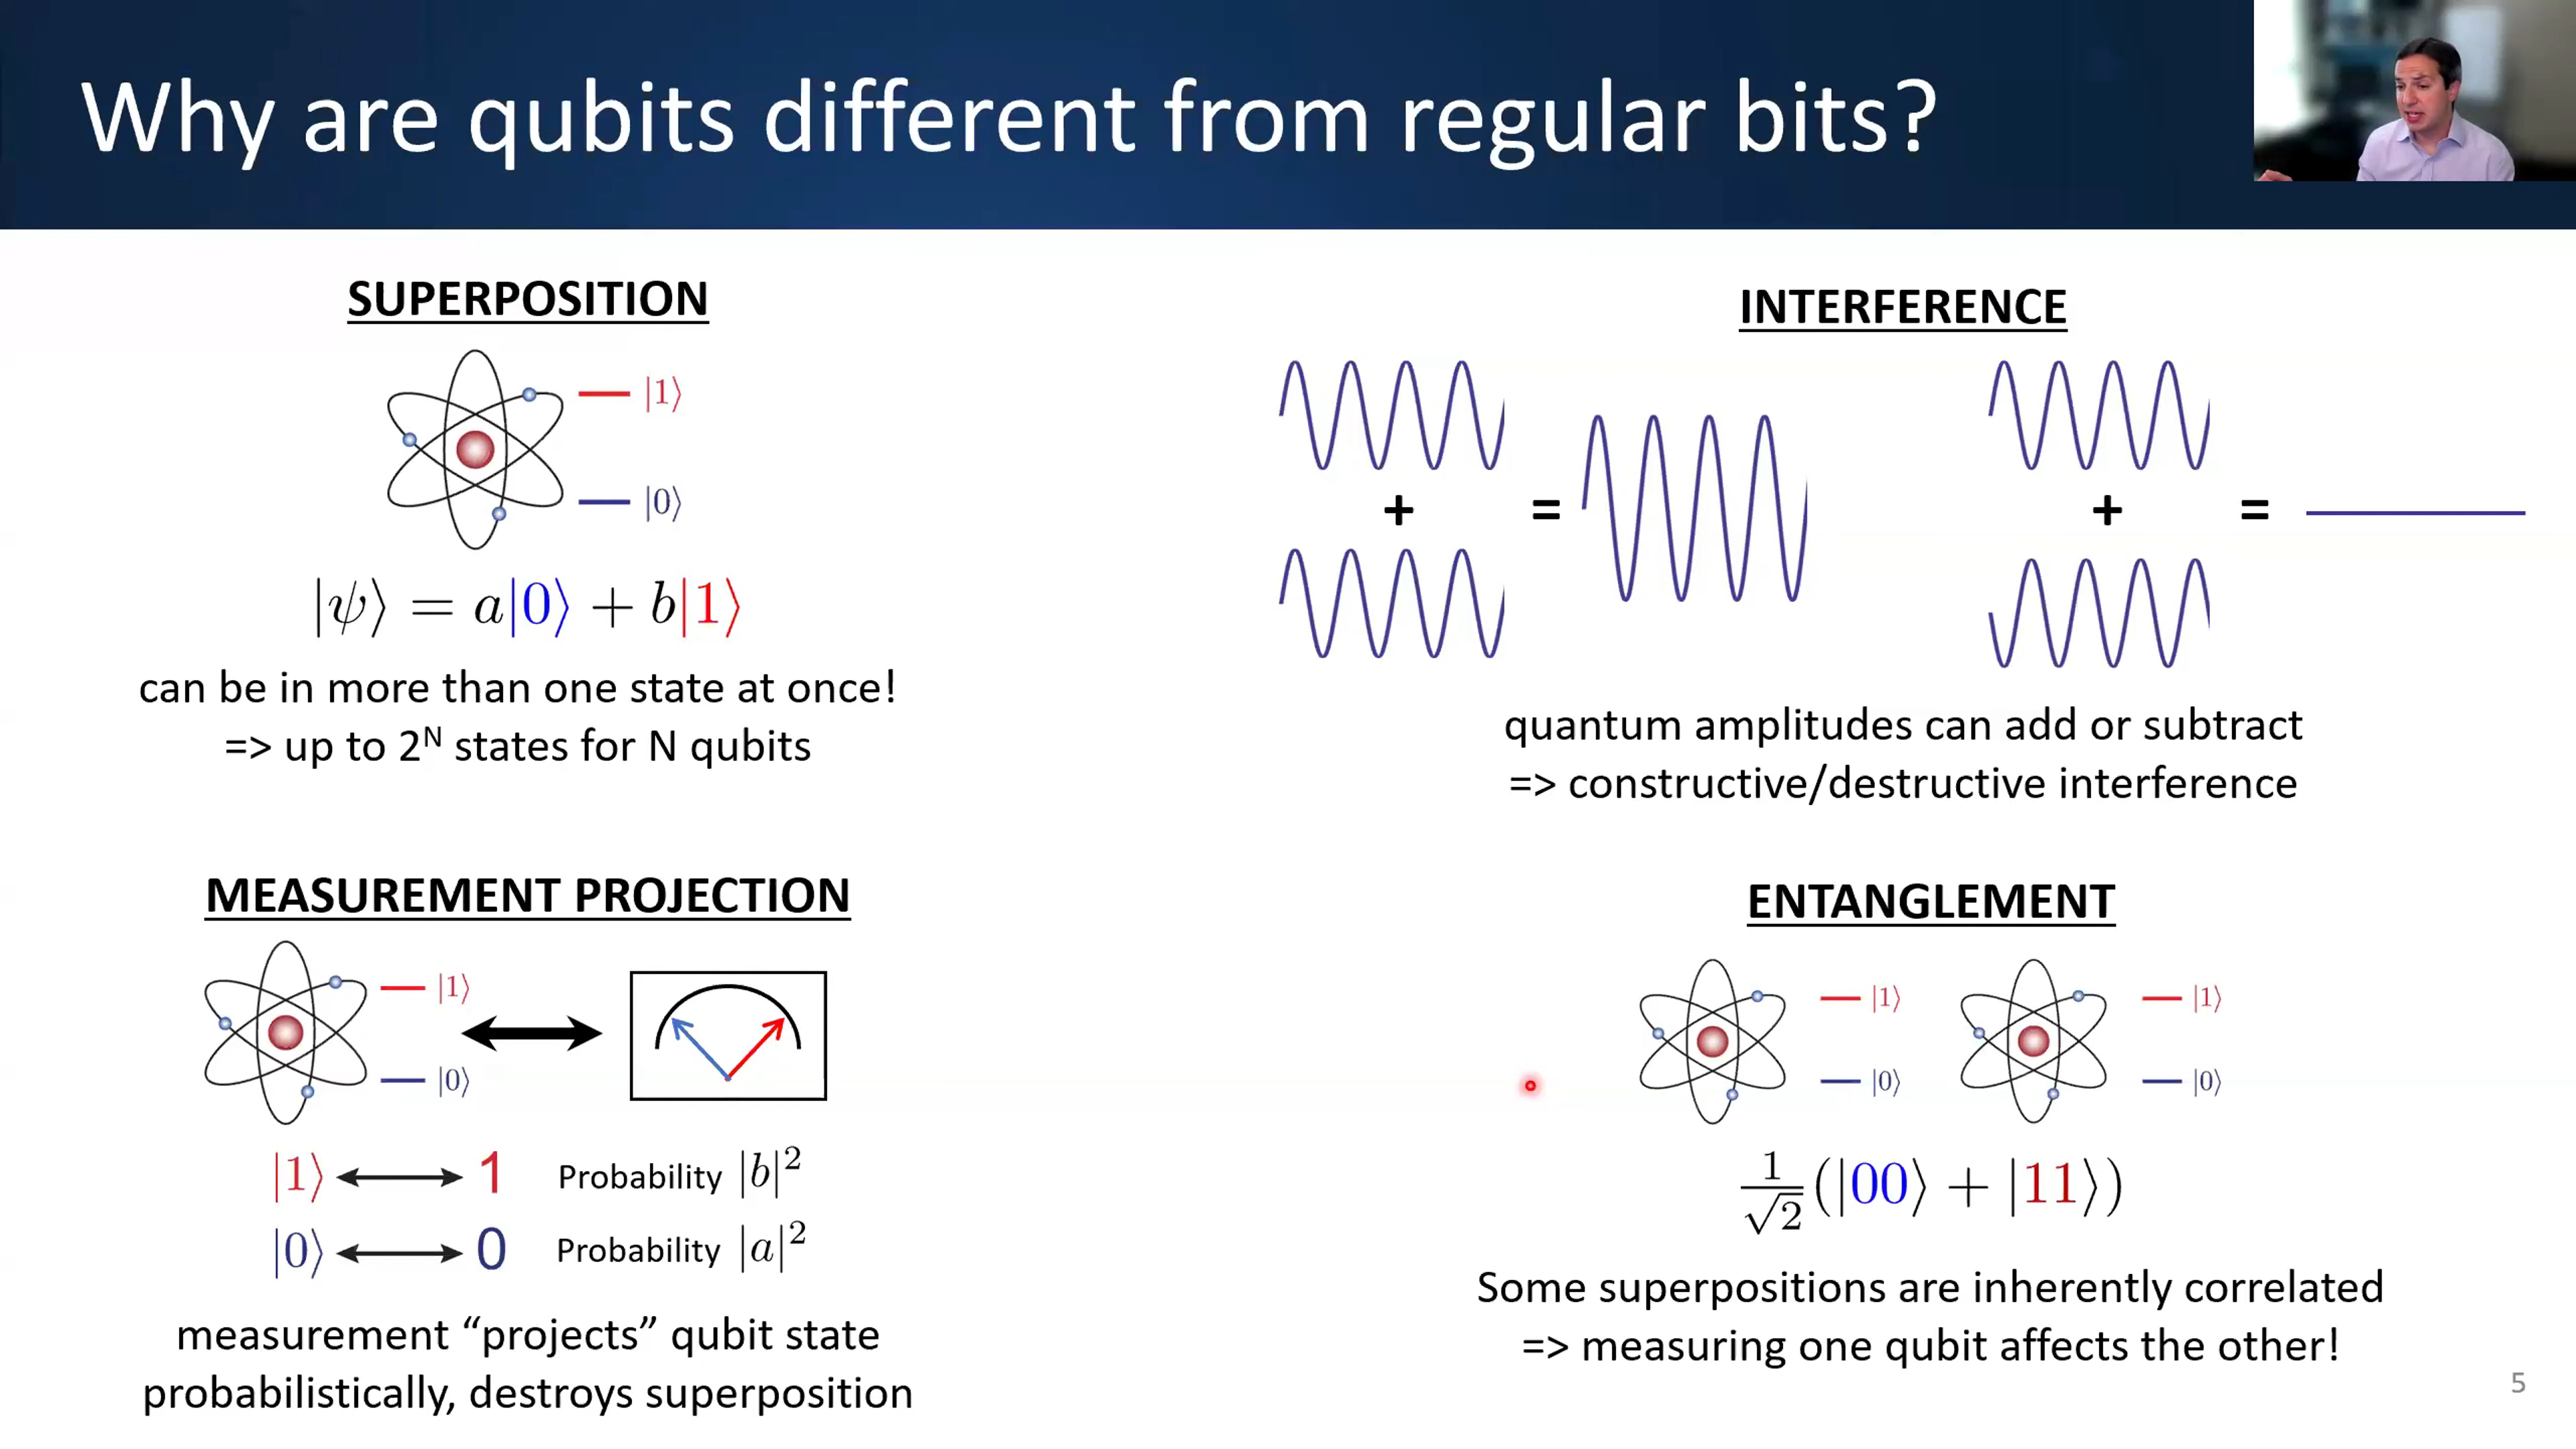 Why are qubits different from regular bits?
SUPERPOSITION
|1⟩
|0⟩
|ψ⟩ = a|0⟩ + b|1⟩
can be in more than one state at once!
=> up to 2ᴺ states for N qubits
INTERFERENCE
+ =
+ =
quantum amplitudes can add or subtract
=> constructive/destructive interference
MEASUREMENT PROJECTION
|1⟩
|0⟩
|1⟩ ⟷ 1 Probability |b|²
|0⟩ ⟷ 0 Probability |a|²
measurement “projects” qubit state
probabilistically, destroys superposition
ENTANGLEMENT
|1⟩ |1⟩
|0⟩ |0⟩
1/√2 (|00⟩ + |11⟩)
Some superpositions are inherently correlated
=> measuring one qubit affects the other!
5